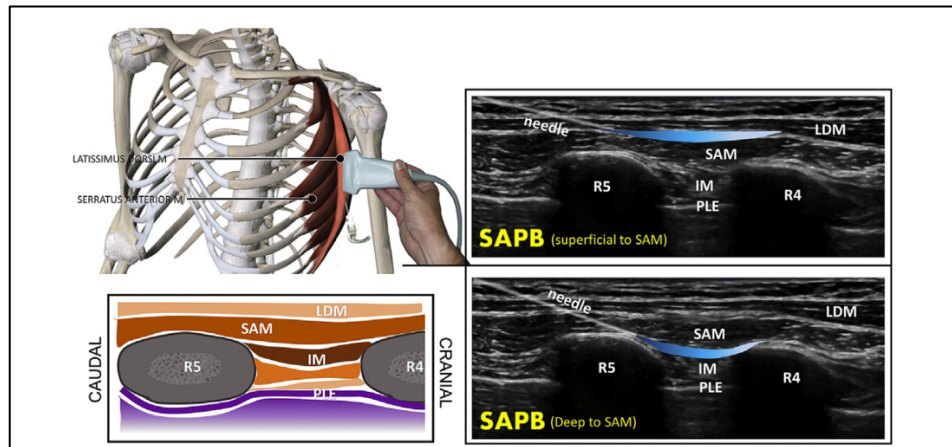 LATISSIMUS DORSI M
SERRATUS ANTERIOR M
needle
LDM
SAM
R5
IM
R4
PLE
SAPB (superficial to SAM)
CAUDAL
LDM
SAM
IM
R5
R4
PLE
CRANIAL
needle
LDM
SAM
IM
R5
R4
PLE
SAPB (Deep to SAM)